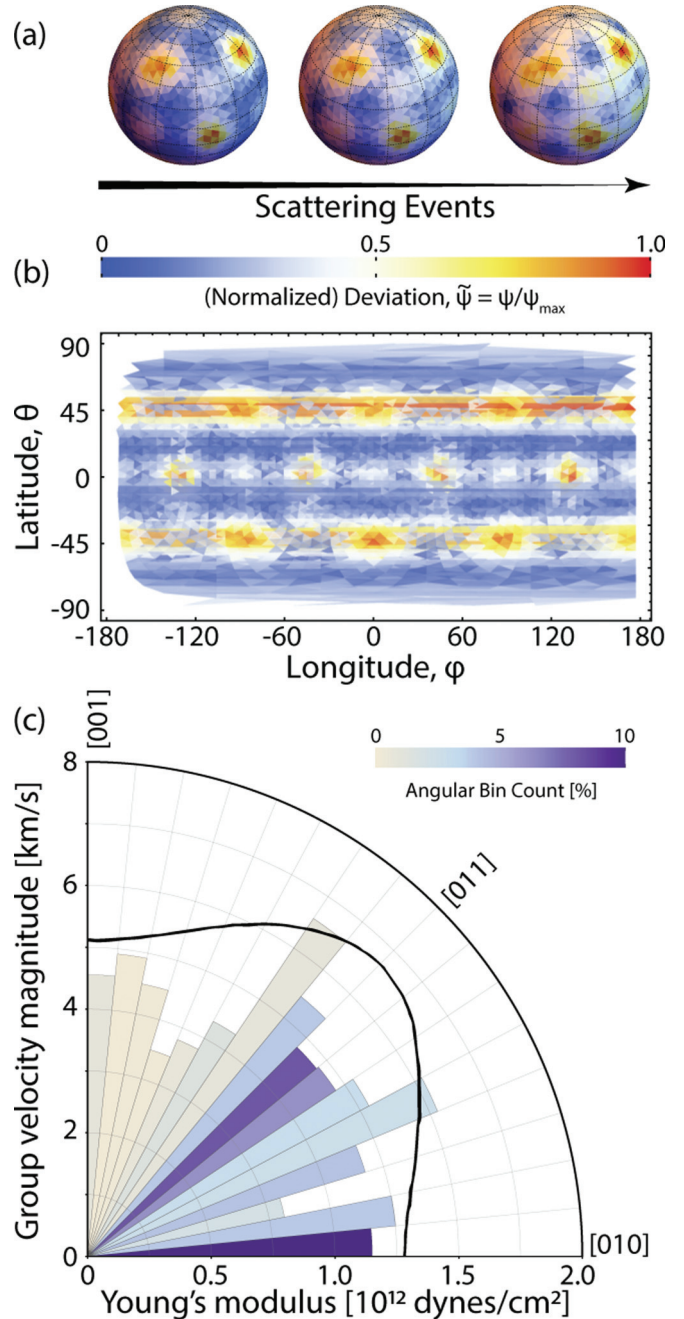 (a)
Scattering Events
0 0.5 1.0
(b)
(Normalized) Deviation, ψ̃ = ψ/ψmax
90
45
0
-45
-90
Latitude, θ
-180 -120 -60 0 60 120 180
Longitude, φ
(c)
[001]
0 5 10
Angular Bin Count [%]
8
6
4
2
0
Group velocity magnitude [km/s]
[011]
[010]
0 0.5 1.0 1.5 2.0
Young's modulus [10¹² dynes/cm²]